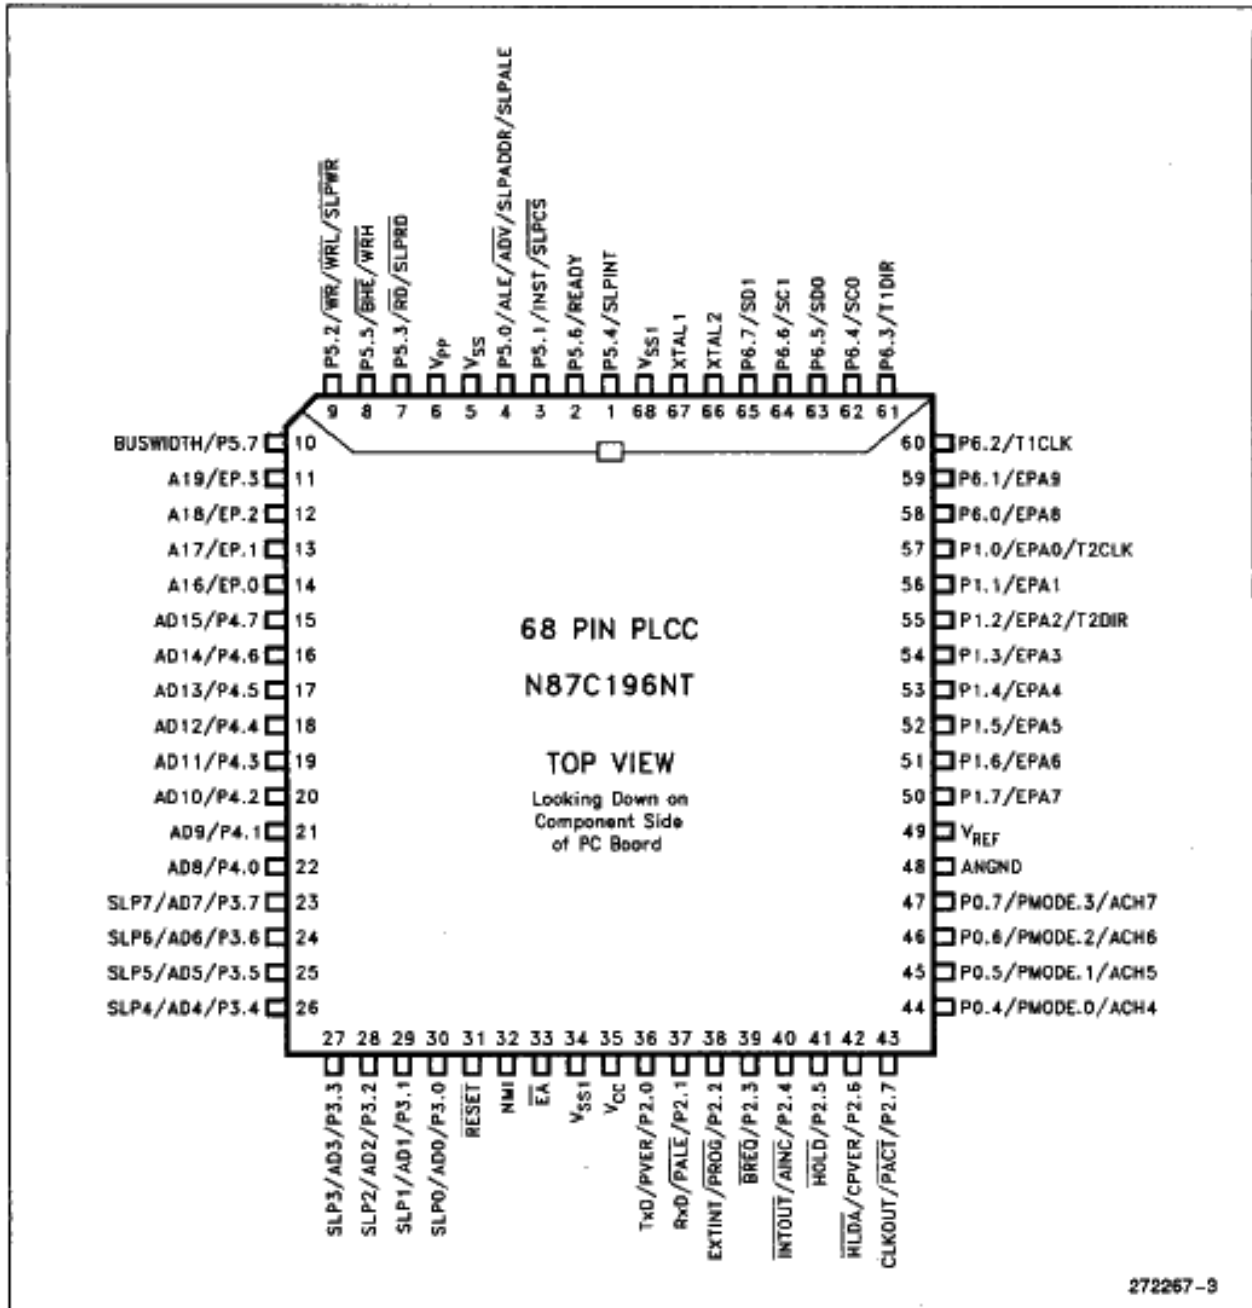 P5.2/WR/WRL/SLPWR
P5.5/BHE/WRH
P5.3/RD/SLPRD
VPP
VSS
P5.0/ALE/ADV/SLPADDR/SLPALE
P5.1/INST/SLPCS
P5.6/READY
P5.4/SLPINT
VSS1
XTAL1
XTAL2
P6.7/SD1
P6.6/SC1
P6.5/SD0
P6.4/SC0
P6.3/T1DIR
9 8 7 6 5 4 3 2 1 68 67 66 65 64 63 62 61
BUSWIDTH/P5.7 10
A19/EP.3 11
A18/EP.2 12
A17/EP.1 13
A16/EP.0 14
AD15/P4.7 15
AD14/P4.6 16
AD13/P4.5 17
AD12/P4.4 18
AD11/P4.3 19
AD10/P4.2 20
AD9/P4.1 21
AD8/P4.0 22
SLP7/AD7/P3.7 23
SLP6/AD6/P3.6 24
SLP5/AD5/P3.5 25
SLP4/AD4/P3.4 26
68 PIN PLCC
N87C196NT
TOP VIEW
Looking Down on
Component Side
of PC Board
60 P6.2/T1CLK
59 P6.1/EPA9
58 P6.0/EPA8
57 P1.0/EPA0/T2CLK
56 P1.1/EPA1
55 P1.2/EPA2/T2DIR
54 P1.3/EPA3
53 P1.4/EPA4
52 P1.5/EPA5
51 P1.6/EPA6
50 P1.7/EPA7
49 VREF
48 ANGND
47 P0.7/PMODE.3/ACH7
46 P0.6/PMODE.2/ACH6
45 P0.5/PMODE.1/ACH5
44 P0.4/PMODE.0/ACH4
27 28 29 30 31 32 33 34 35 36 37 38 39 40 41 42 43
SLP3/AD3/P3.3
SLP2/AD2/P3.2
SLP1/AD1/P3.1
SLP0/AD0/P3.0
RESET
NMI
EA
VSS1
VCC
TxD/PVER/P2.0
RxD/PALE/P2.1
EXTINT/PROG/P2.2
BREQ/P2.3
INTOUT/AINC/P2.4
HOLD/P2.5
HLDA/CPVER/P2.6
CLKOUT/PACT/P2.7
272267-3